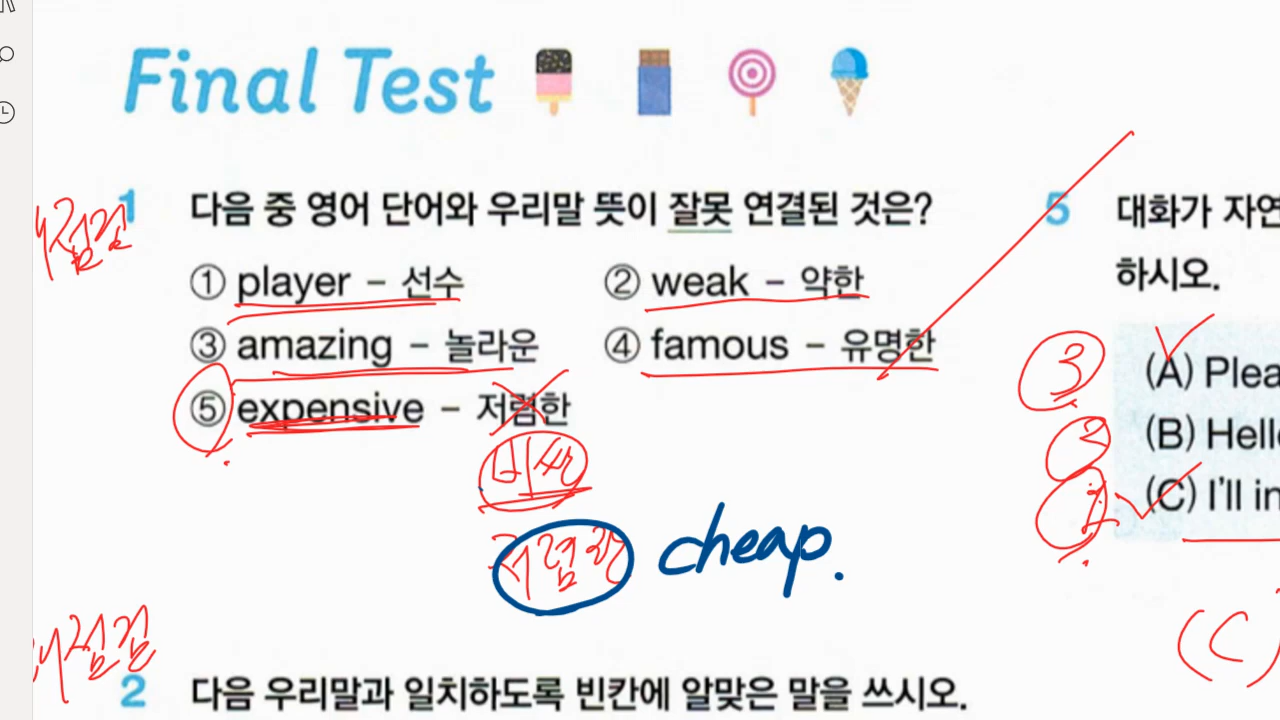 Final Test
1 다음 중 영어 단어와 우리말 뜻이 잘못 연결된 것은?
① player – 선수 ② weak – 약한
③ amazing – 놀라운 ④ famous – 유명한
⑤ expensive – 저렴한
비싼
저렴한 cheap.
2 다음 우리말과 일치하도록 빈칸에 알맞은 말을 쓰시오.
5 대화가 자연
하시오.
3 (A) Plea
2 (B) Hell
1 (C) I'll in
(C)